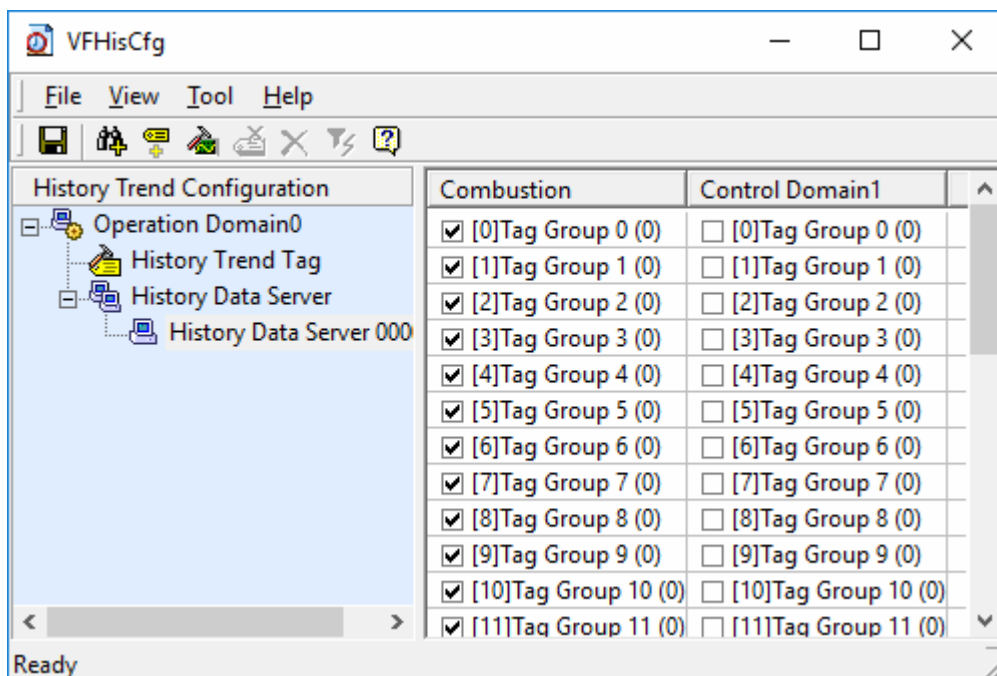 VFHisCfg
File View Tool Help
History Trend Configuration
Operation Domain0
History Trend Tag
History Data Server
History Data Server 000
Combustion Control Domain1
[0]Tag Group 0 (0) [0]Tag Group 0 (0)
[1]Tag Group 1 (0) [1]Tag Group 1 (0)
[2]Tag Group 2 (0) [2]Tag Group 2 (0)
[3]Tag Group 3 (0) [3]Tag Group 3 (0)
[4]Tag Group 4 (0) [4]Tag Group 4 (0)
[5]Tag Group 5 (0) [5]Tag Group 5 (0)
[6]Tag Group 6 (0) [6]Tag Group 6 (0)
[7]Tag Group 7 (0) [7]Tag Group 7 (0)
[8]Tag Group 8 (0) [8]Tag Group 8 (0)
[9]Tag Group 9 (0) [9]Tag Group 9 (0)
[10]Tag Group 10 (0) [10]Tag Group 10 (0)
[11]Tag Group 11 (0) [11]Tag Group 11 (0)
Ready